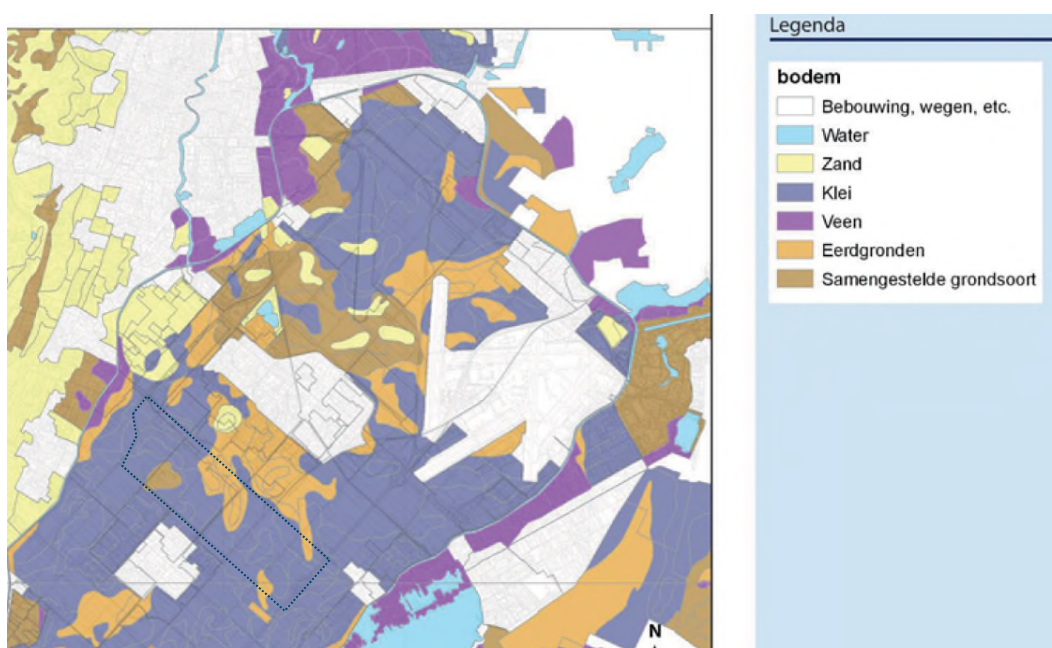 Legenda
bodem
Bebouwing, wegen, etc.
Water
Zand
Klei
Veen
Eerdgronden
Samengestelde grondsoort
N